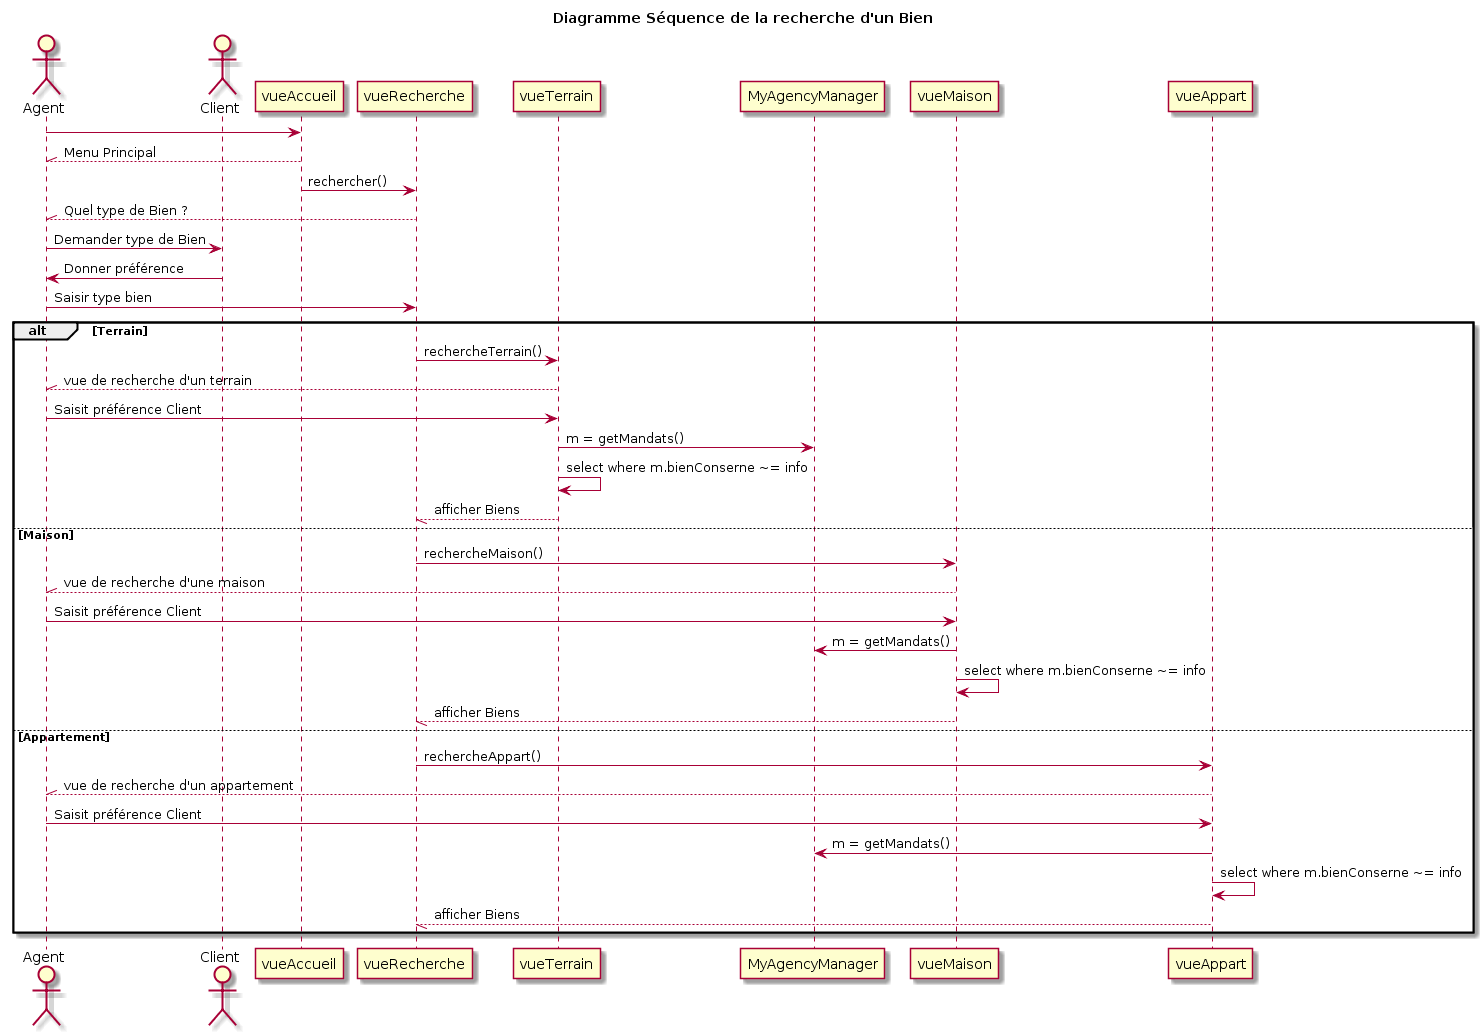 Diagramme Séquence de la recherche d'un Bien
Agent
Client
vueAccueil
vueRecherche
vueTerrain
MyAgencyManager
vueMaison
vueAppart
Menu Principal
rechercher()
Quel type de Bien ?
Demander type de Bien
Donner préférence
Saisir type bien
alt [Terrain]
rechercheTerrain()
vue de recherche d'un terrain
Saisit préférence Client
m = getMandats()
select where m.bienConserne ~= info
afficher Biens
[Maison]
rechercheMaison()
vue de recherche d'une maison
Saisit préférence Client
m = getMandats()
select where m.bienConserne ~= info
afficher Biens
[Appartement]
rechercheAppart()
vue de recherche d'un appartement
Saisit préférence Client
m = getMandats()
select where m.bienConserne ~= info
afficher Biens
Agent
Client
vueAccueil
vueRecherche
vueTerrain
MyAgencyManager
vueMaison
vueAppart